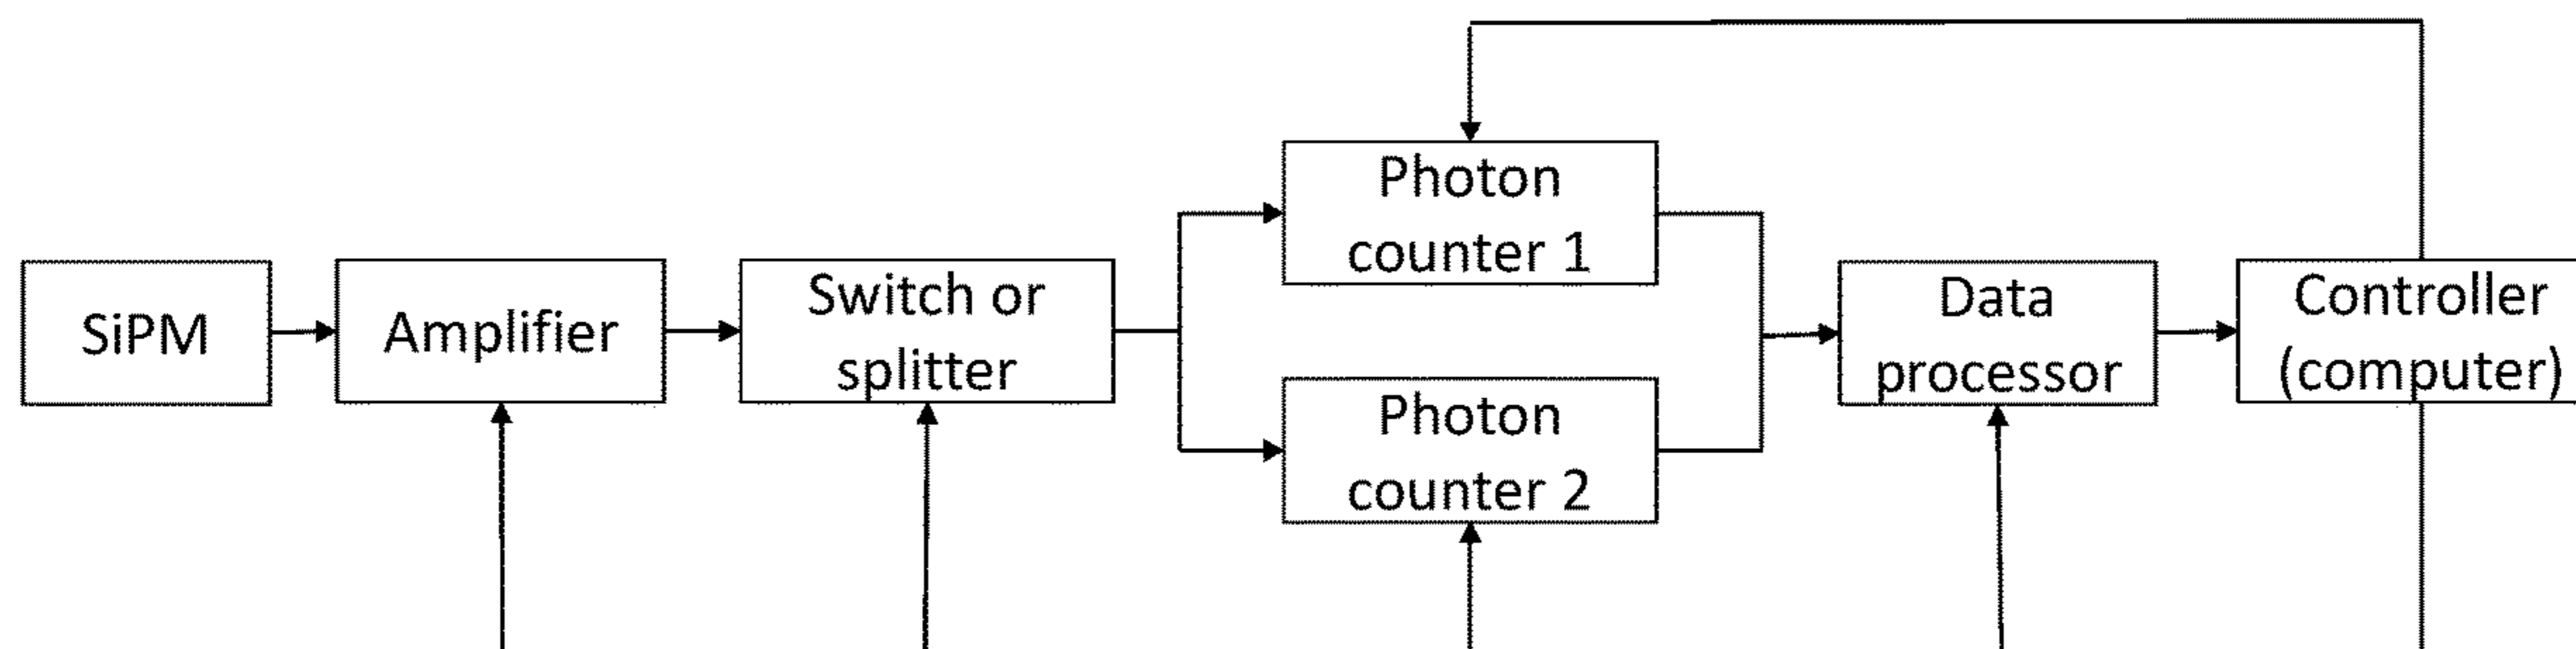 SiPM
Amplifier
Switch or
splitter
Photon
counter 1
Photon
counter 2
Data
processor
Controller
(computer)